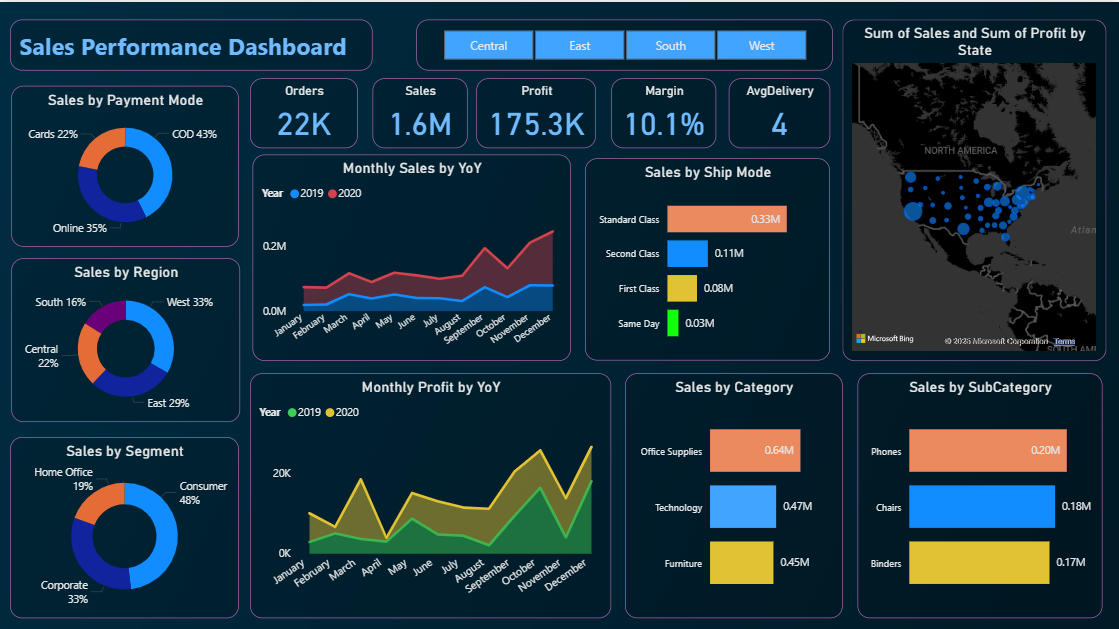 Sales Performance Dashboard
Central
East
South
West
Sum of Sales and Sum of Profit by
State
NORTH AMERICA
Atlan
Microsoft Bing
© 2025 Microsoft Corporation
Terms
SOUTH AM
Sales by Payment Mode
Cards 22%
COD 43%
Online 35%
Orders
22K
Sales
1.6M
Profit
175.3K
Margin
10.1%
AvgDelivery
4
Monthly Sales by YoY
Year 2019 2020
0.2M
0.0M
January
February
March
April
May
June
July
August
September
October
November
December
Sales by Ship Mode
Standard Class
0.33M
Second Class
0.11M
First Class
0.08M
Same Day
0.03M
Sales by Region
South 16%
West 33%
Central
22%
East 29%
Sales by Segment
Home Office
19%
Consumer
48%
Corporate
33%
Monthly Profit by YoY
Year 2019 2020
20K
0K
January
February
March
April
May
June
July
August
September
October
November
December
Sales by Category
Office Supplies
0.64M
Technology
0.47M
Furniture
0.45M
Sales by SubCategory
Phones
0.20M
Chairs
0.18M
Binders
0.17M